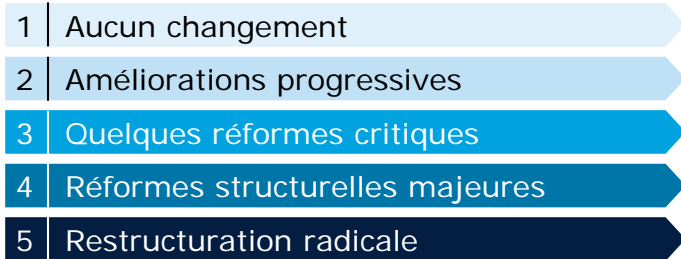 1 Aucun changement
2 Améliorations progressives
3 Quelques réformes critiques
4 Réformes structurelles majeures
5 Restructuration radicale